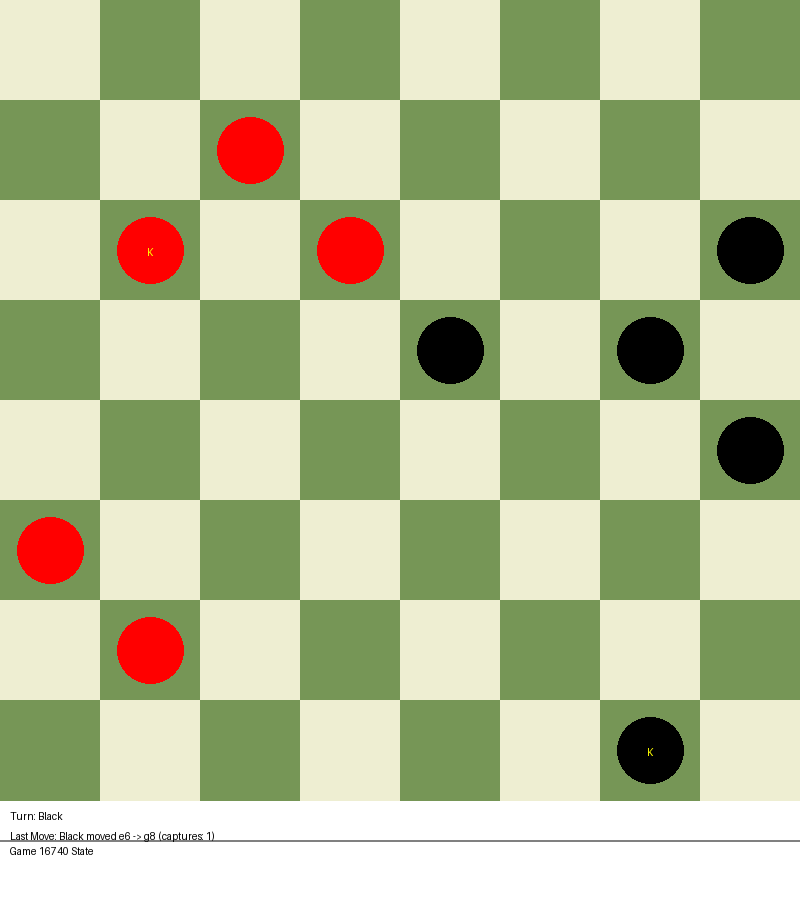 K
K
Turn: Black
Last Move: Black moved e6 -> g8 (captures: 1)
Game 16740 State